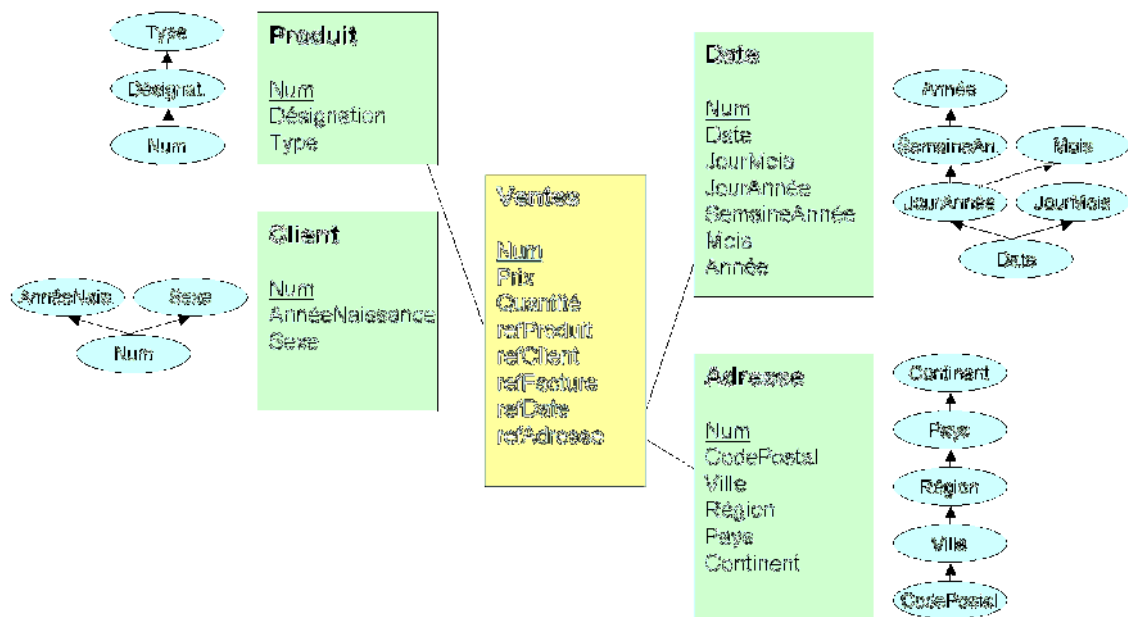 Type
Désignat.
Num
Produit
Num
Désignation
Type
Client
Num
AnnéeNaissance
Sexe
AnnéeNais.
Sexe
Num
Ventes
Num
Prix
Quantité
refProduit
refClient
refFacture
refDate
refAdresse
Date
Num
Date
JourMois
JourAnnée
SemaineAnnée
Mois
Année
Année
SemaineAn.
Mois
JourAnnée
JourMois
Date
Adresse
Num
CodePostal
Ville
Région
Pays
Continent
Continent
Pays
Région
Ville
CodePostal